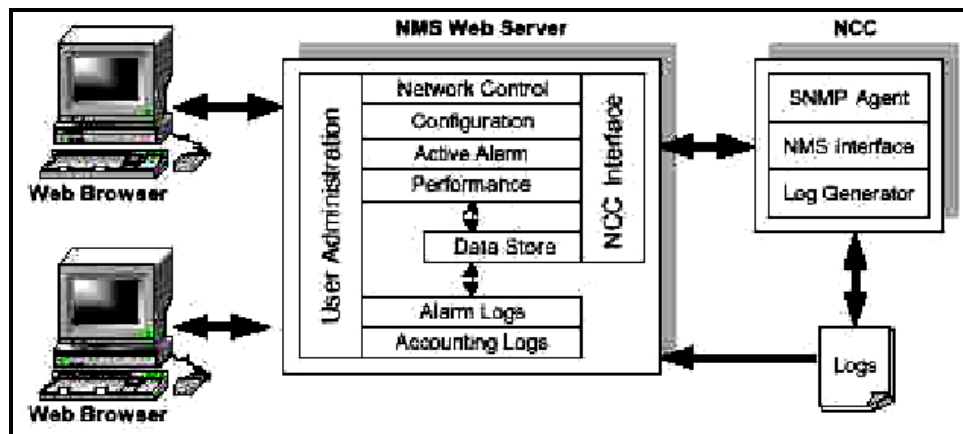 NMS Web Server
NCC
Web Browser
Web Browser
User Administration
Network Control
Configuration
Active Alarm
Performance
Data Store
Alarm Logs
Accounting Logs
NCC Interface
SNMP Agent
NMS Interface
Log Generator
Logs